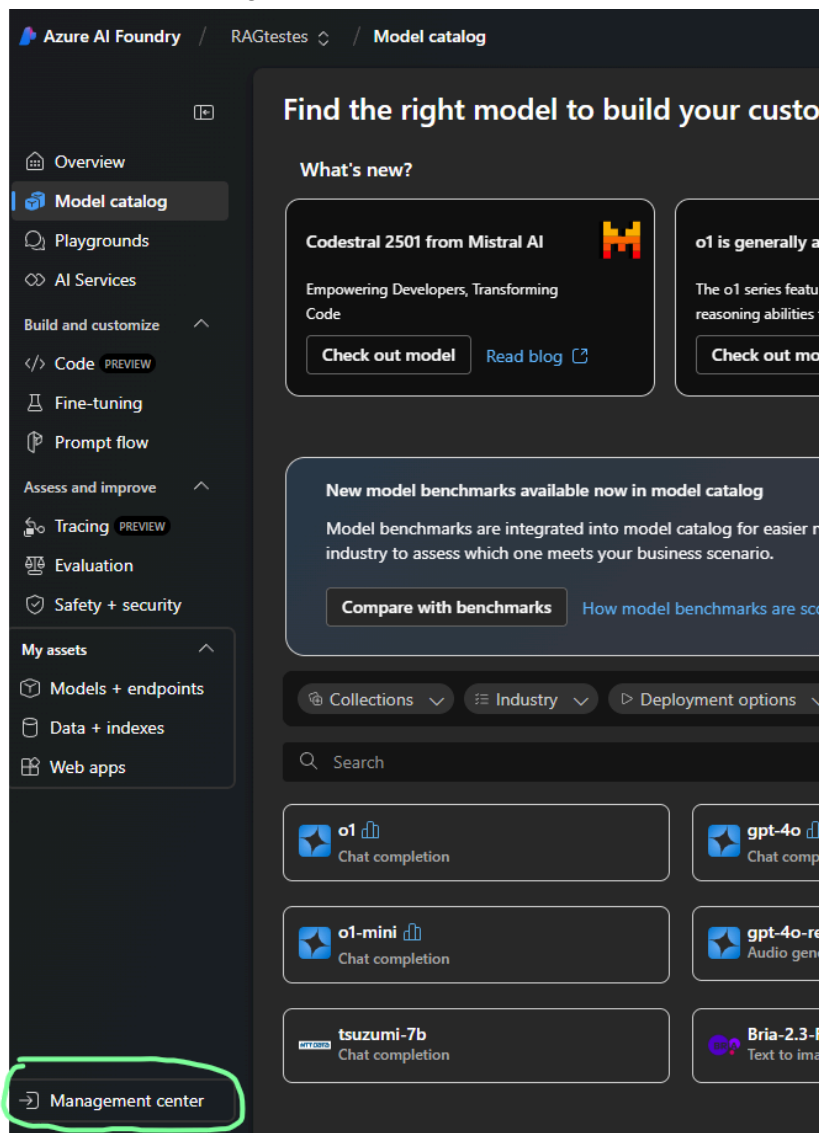 Azure AI Foundry / RAGtestes / Model catalog
Find the right model to build your custo
Overview
Model catalog
Playgrounds
AI Services
Build and customize
Code PREVIEW
Fine-tuning
Prompt flow
Assess and improve
Tracing PREVIEW
Evaluation
Safety + security
My assets
Models + endpoints
Data + indexes
Web apps
Management center
What's new?
Codestral 2501 from Mistral AI
Empowering Developers, Transforming
Code
Check out model Read blog
o1 is generally a
The o1 series featu
reasoning abilities
Check out mo
New model benchmarks available now in model catalog
Model benchmarks are integrated into model catalog for easier
industry to assess which one meets your business scenario.
Compare with benchmarks How model benchmarks are sco
Collections Industry Deployment options
Search
o1
Chat completion
gpt-4o
Chat comp
o1-mini
Chat completion
gpt-4o-re
Audio gen
NTT DATA
tsuzumi-7b
Chat completion
Bria-2.3-F
Text to ima